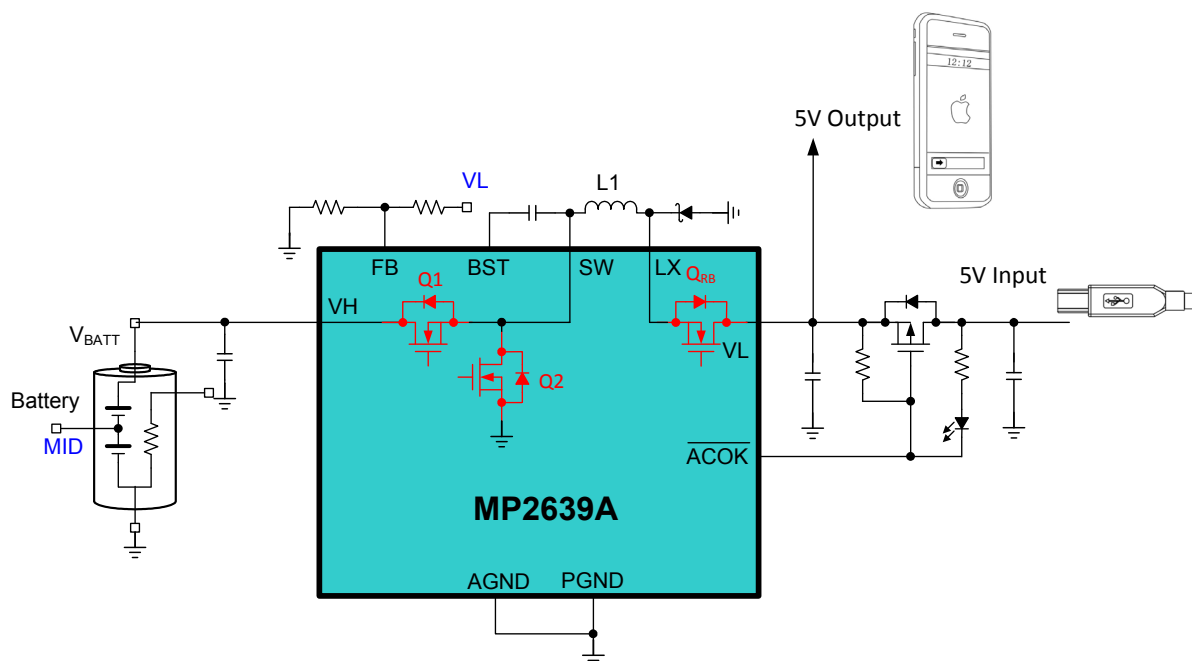 12:12
5V Output
VL
L1
5V Input
FB
BST
SW
LX
Q1
QRB
VH
VL
VBATT
Q2
Battery
MID
ACOK
MP2639A
AGND
PGND